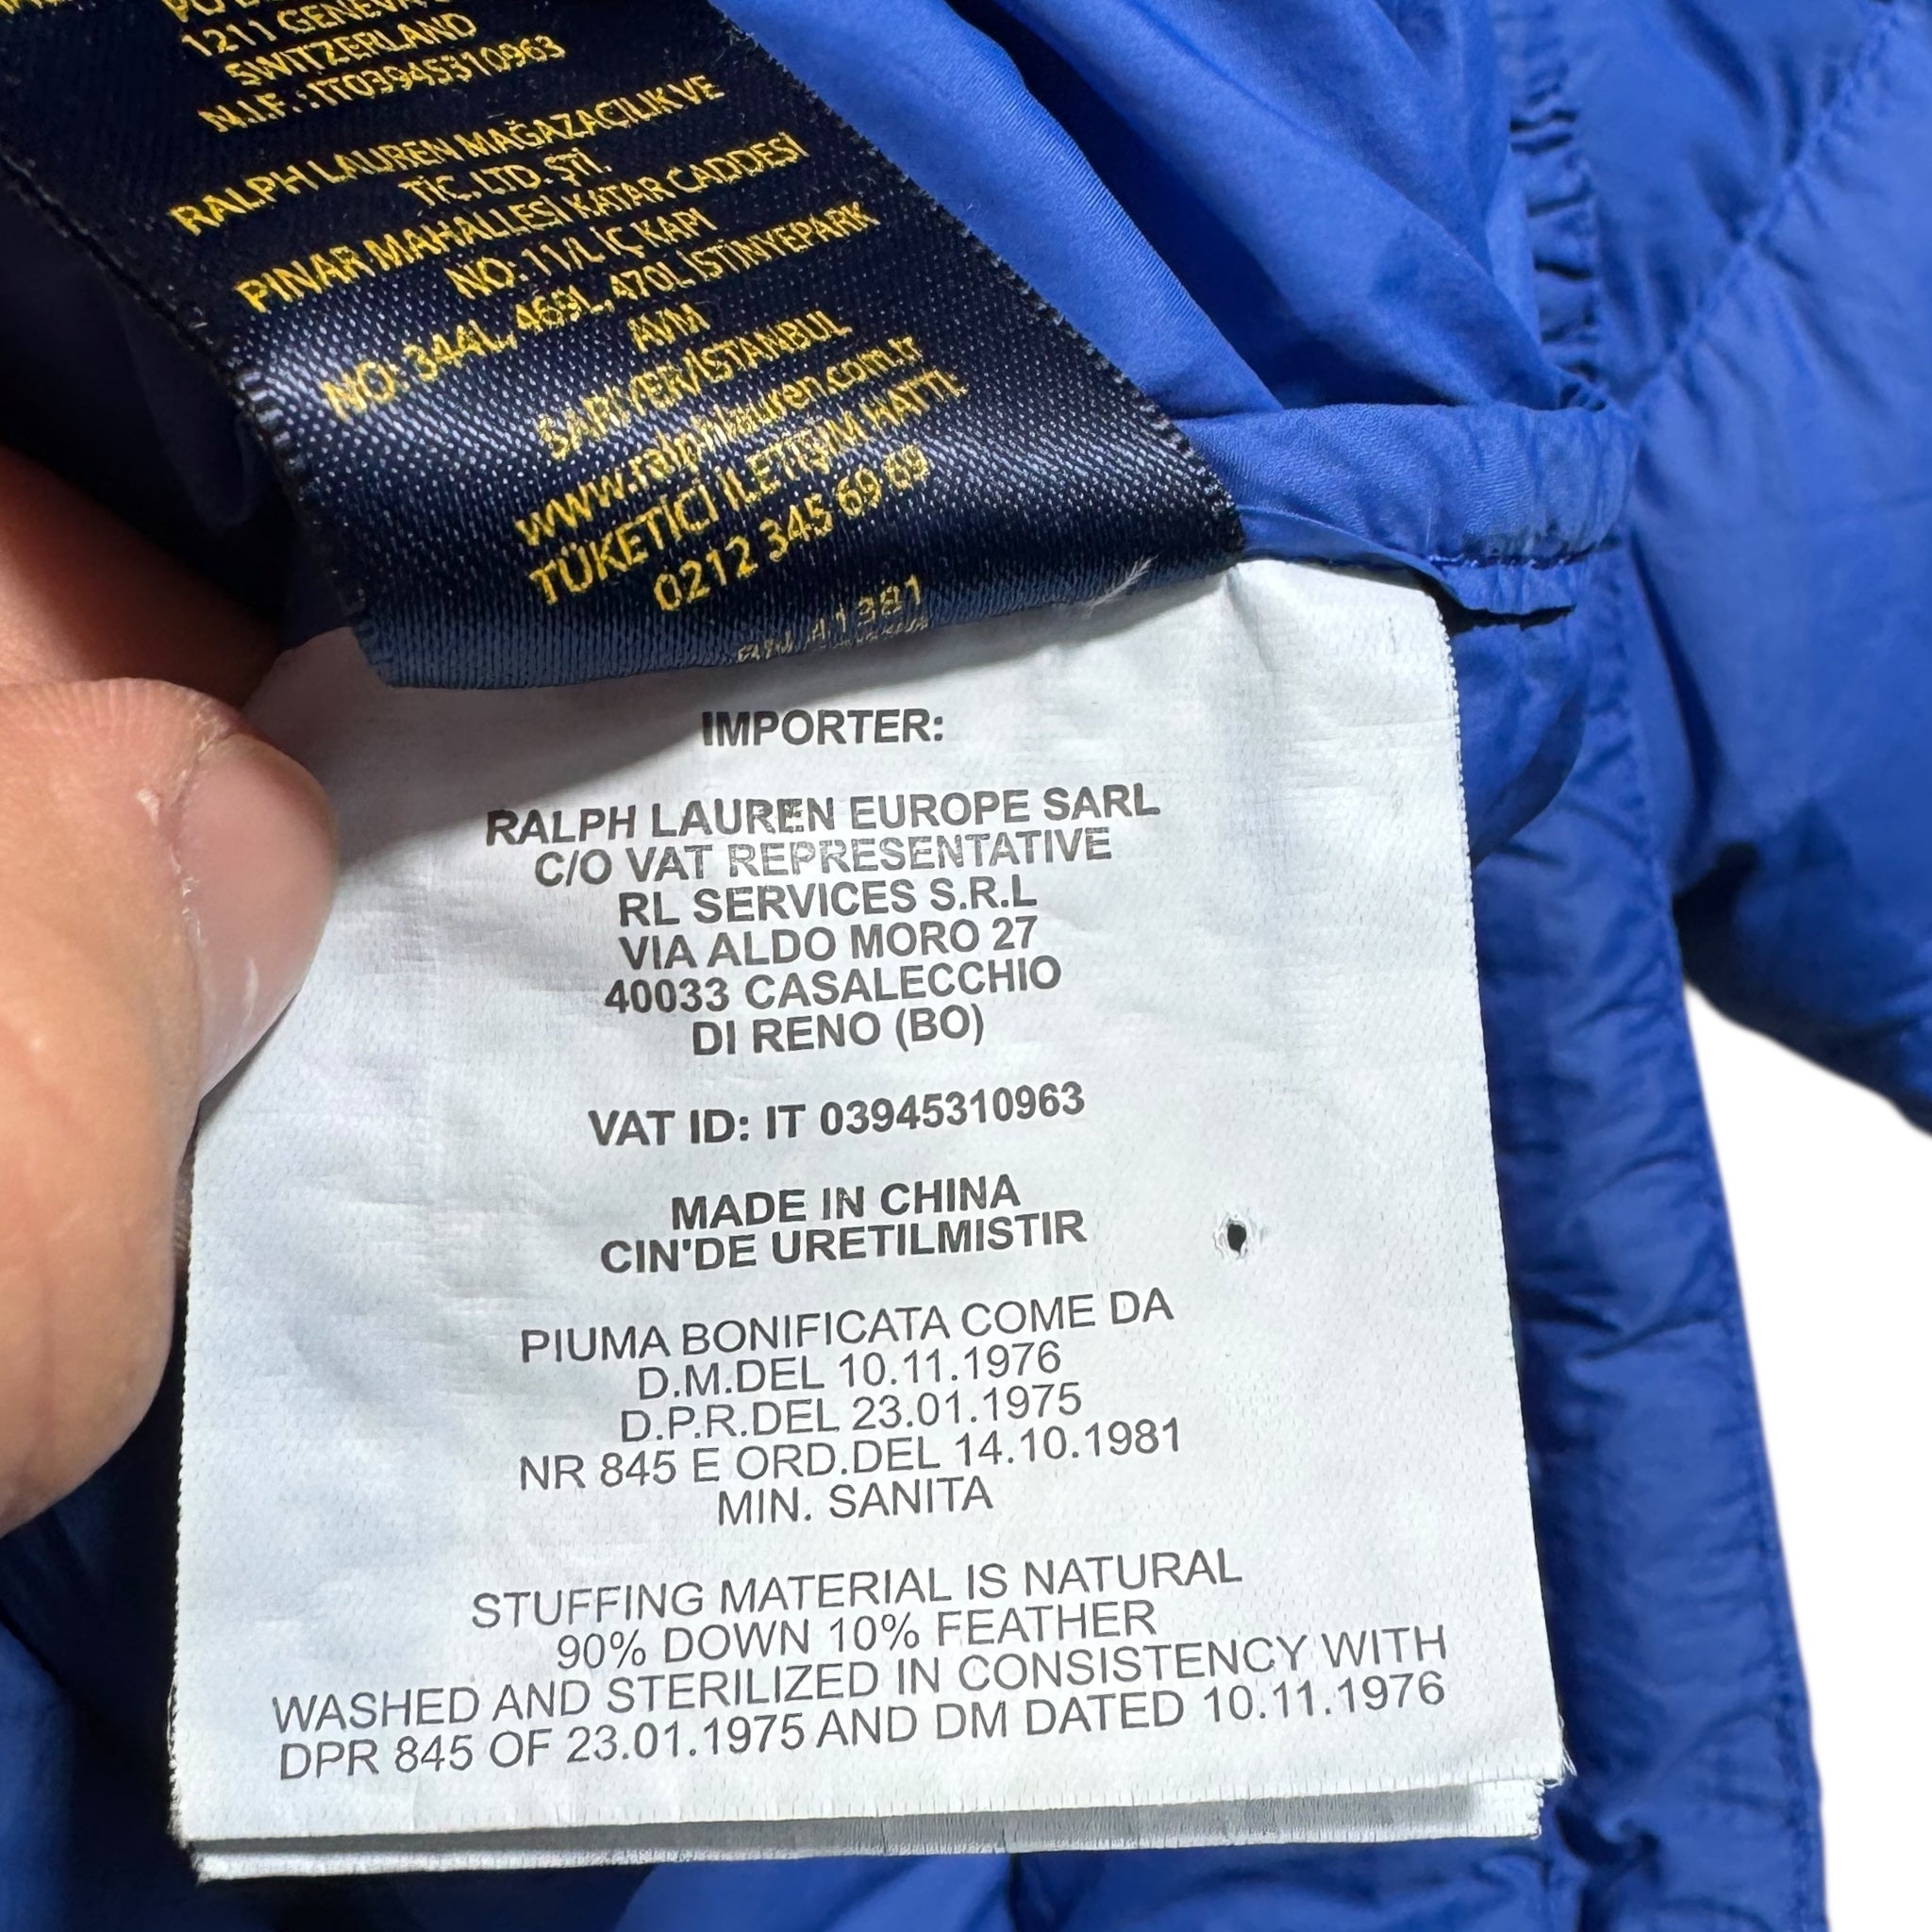 1211 GENEVA
SWITZERLAND
N.I.F.:IT03945310963
RALPH LAUREN MAĞAZACILIK VE
TİC. LTD. ŞTİ.
PINAR MAHALLESİ KATAR CADDESİ
NO:11/L İÇ KAPI
NO: 344L, 469L, 470L İSTİNYEPARK
AVM
SARIYER/İSTANBUL
www.ralphlauren.com.tr
TÜKETİCİ İLETİŞİM HATTI:
0212 345 69 69
RN 41381
IMPORTER:
RALPH LAUREN EUROPE SARL
C/O VAT REPRESENTATIVE
RL SERVICES S.R.L
VIA ALDO MORO 27
40033 CASALECCHIO
DI RENO (BO)
VAT ID: IT 03945310963
MADE IN CHINA
CIN'DE URETILMISTIR
PIUMA BONIFICATA COME DA
D.M.DEL 10.11.1976
D.P.R.DEL 23.01.1975
NR 845 E ORD.DEL 14.10.1981
MIN. SANITA
STUFFING MATERIAL IS NATURAL
90% DOWN 10% FEATHER
WASHED AND STERILIZED IN CONSISTENCY WITH
DPR 845 OF 23.01.1975 AND DM DATED 10.11.1976